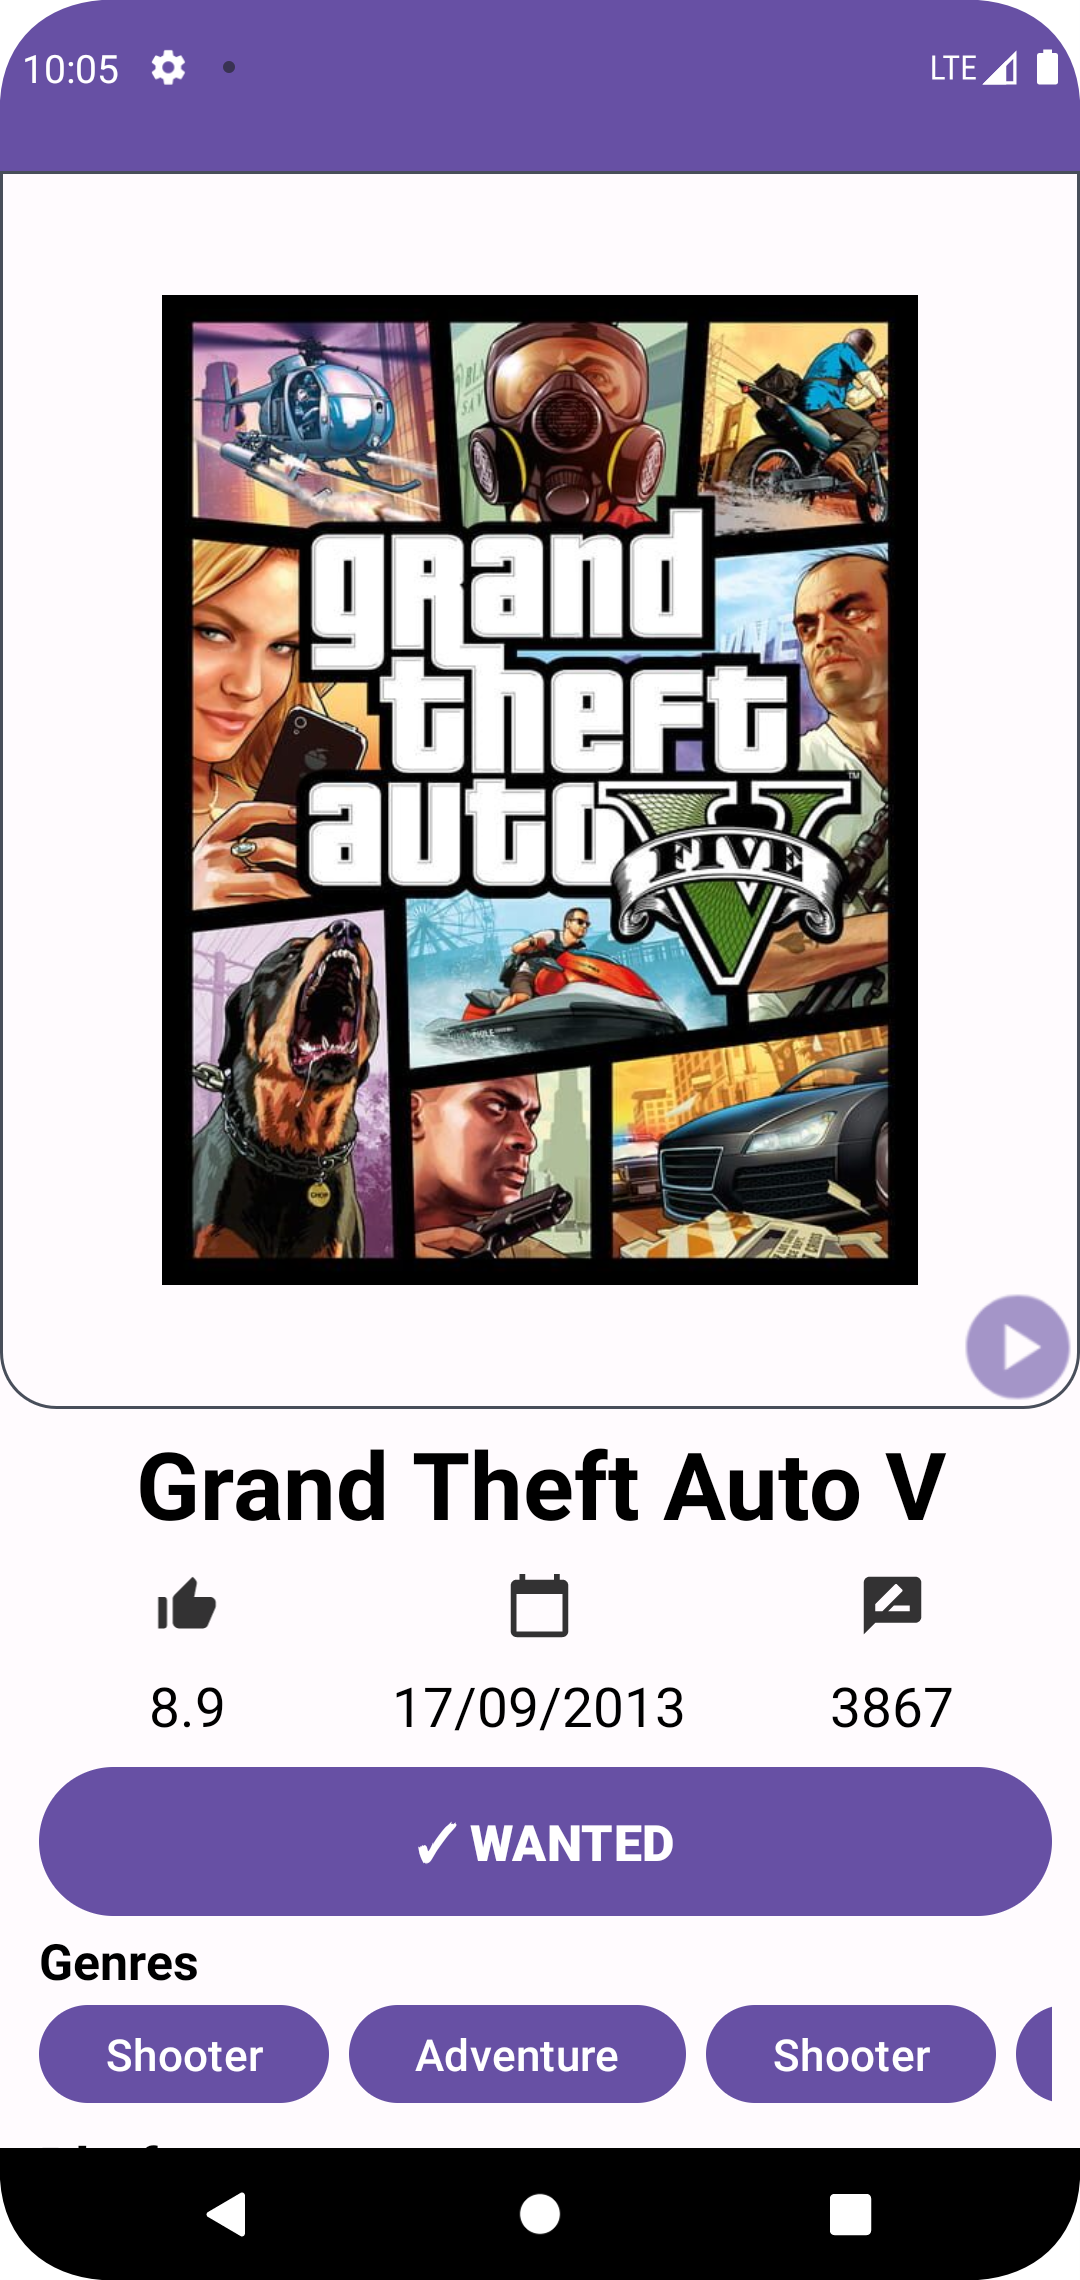 10:05 LTE
grand
theft
auto V
FIVE
Grand Theft Auto V
8.9 17/09/2013 3867
✓ WANTED
Genres
Shooter Adventure Shooter